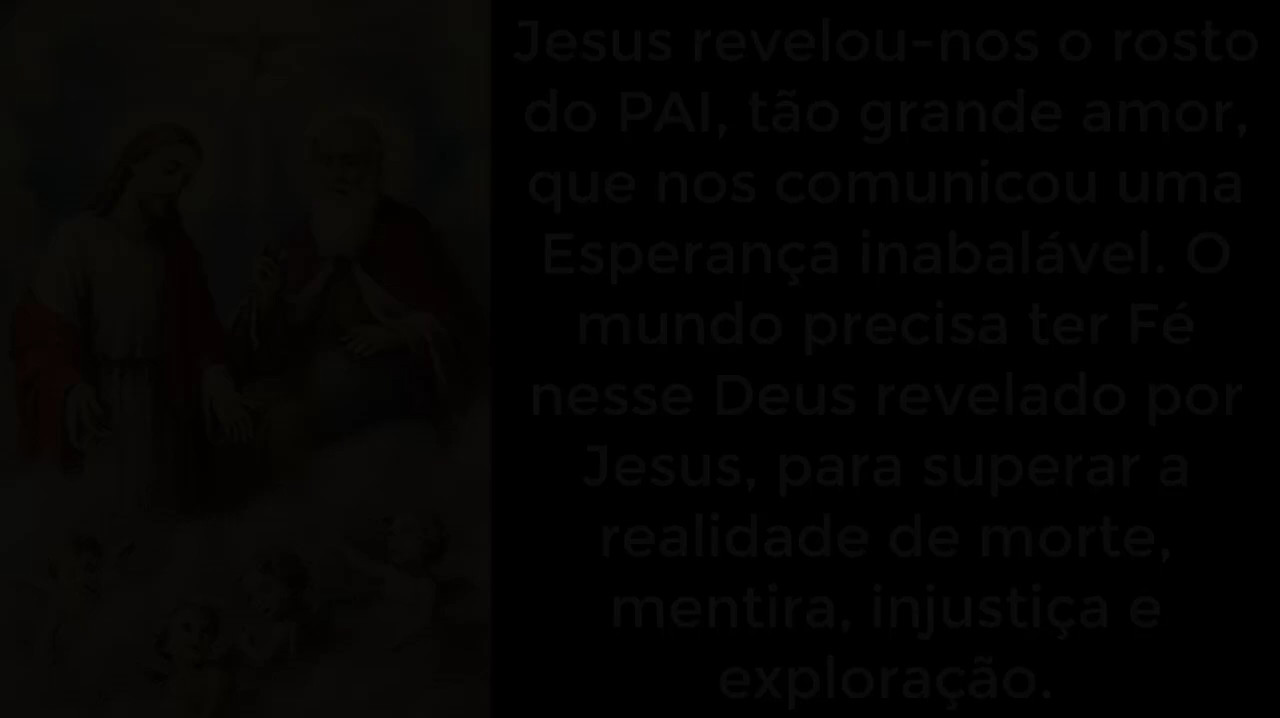 Jesus revelou-nos o rosto
do PAI, tão grande amor,
que nos comunicou uma
Esperança inabalável. O
mundo precisa ter Fé
nesse Deus revelado por
Jesus, para superar a
realidade de morte,
mentira, injustiça e
exploração.